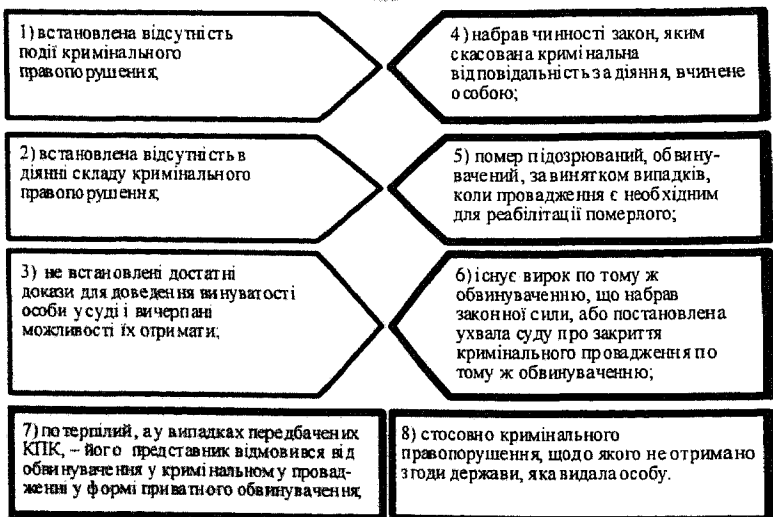 1) встановлена відсутність
події кримінального
правопорушення;
2) встановлена відсутність в
діянні складу кримінального
правопорушення;
3) не встановлені достатні
докази для доведення винуватості
особи у суді і вичерпані
можливості їх отримати;
4) набрав чинності закон, яким
скасована кримінальна
відповідальність за діяння, вчинене
особою;
5) помер підозрюваний, обвину-
вачений, за винятком випадків,
коли провадження є необхідним
для реабілітації померлого;
6) існує вирок по тому ж
обвинуваченню, що набрав
законної сили, або постановлена
ухвала суду про закриття
кримінального провадження по
тому ж обвинуваченню;
7) потерпілий, а у випадках передбачених
КПК, – його представник відмовився від
обвинувачення у кримінальному провад-
женні у формі приватного обвинувачення;
8) стосовно кримінального
правопорушення, щодо якого не отримано
згоди держави, яка видала особу.